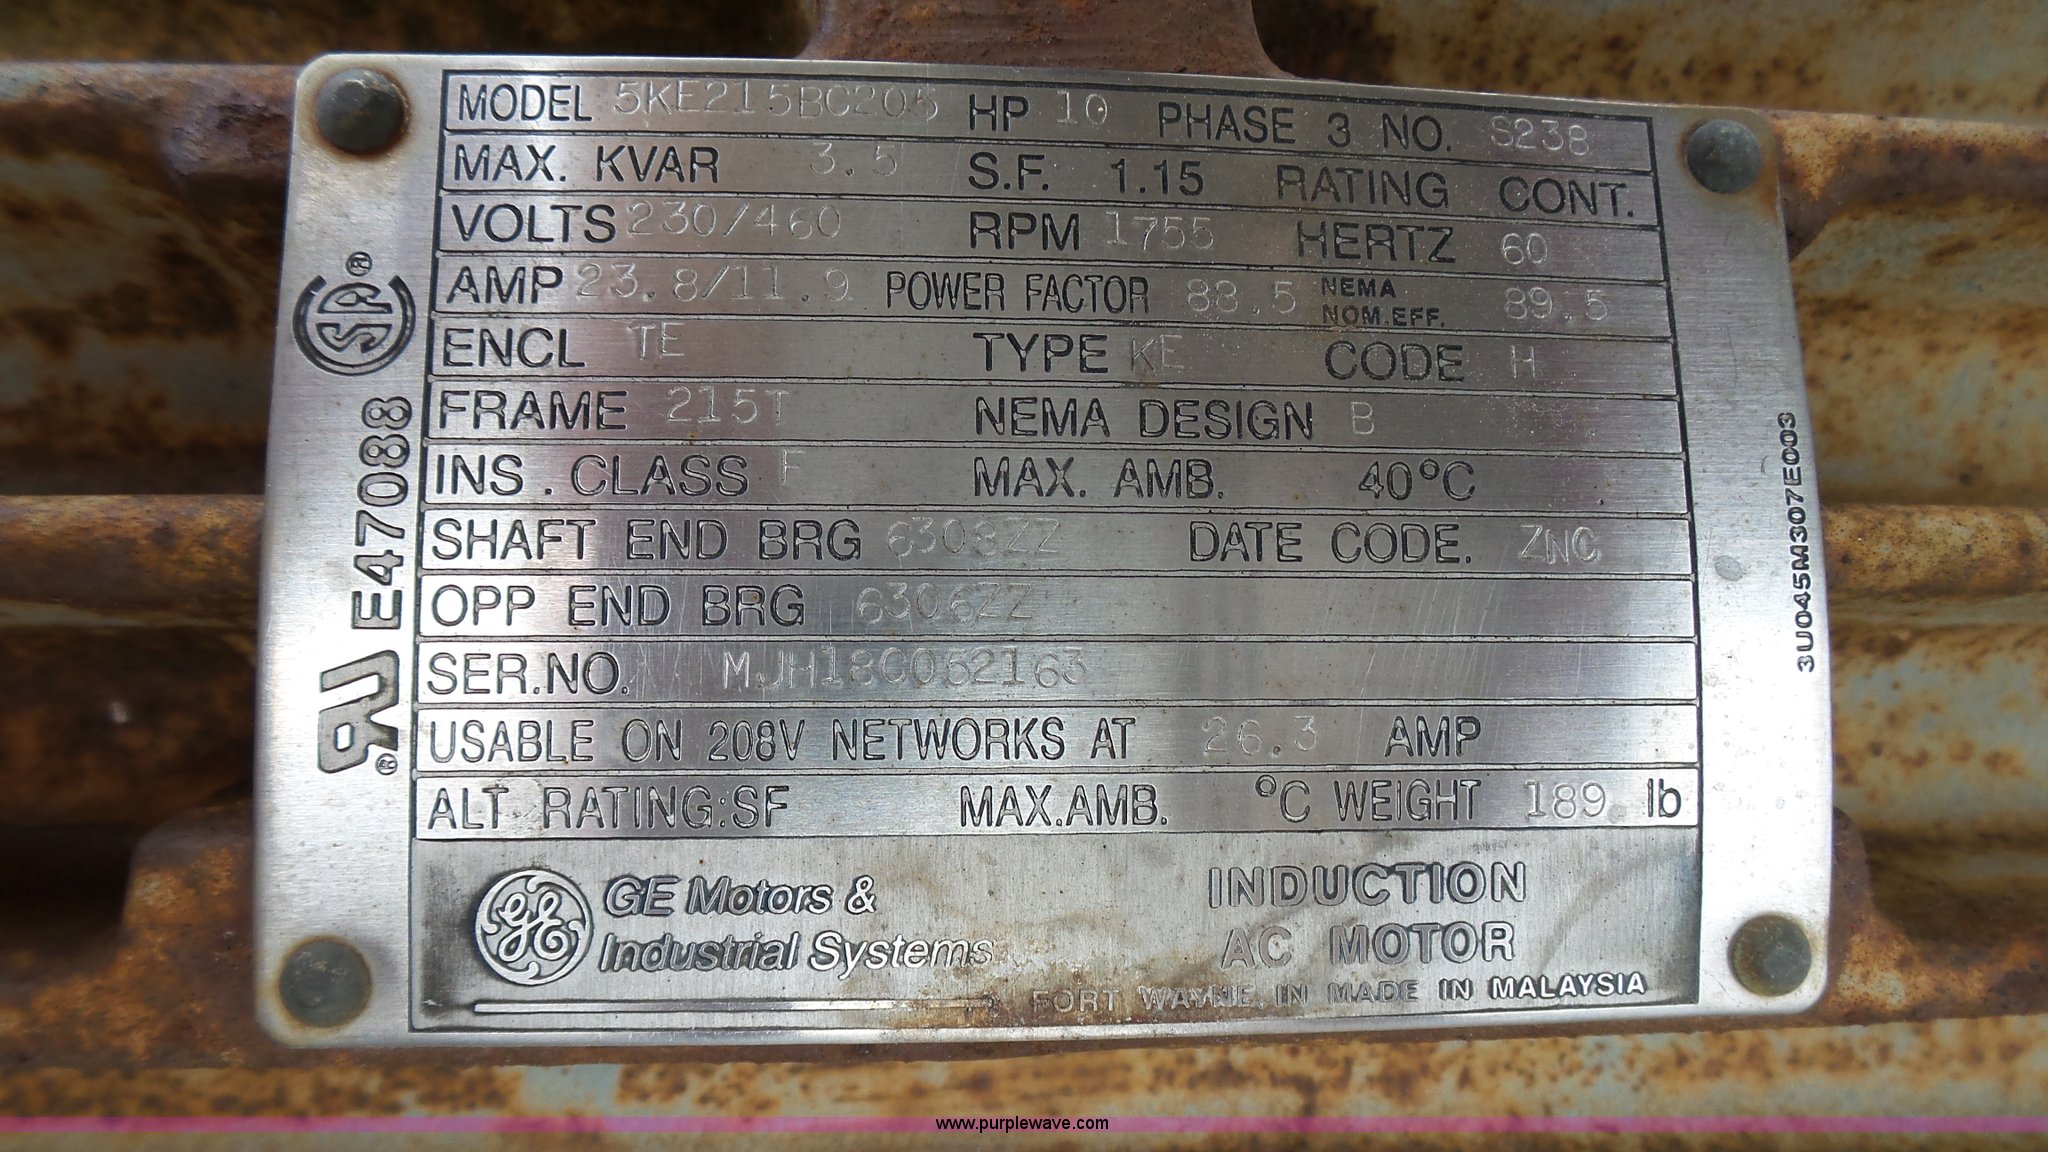 MODEL 5KE215BC205 HP 10 PHASE 3 NO. S238
MAX. KVAR 3.5 S.F. 1.15 RATING CONT.
VOLTS 230/460 RPM 1755 HERTZ 60
AMP 23.8/11.9 POWER FACTOR 88.5 NEMA NOM.EFF. 89.5
ENCL TE TYPE KE CODE H
FRAME 215T NEMA DESIGN B
INS. CLASS F MAX. AMB. 40°C
SHAFT END BRG 6308ZZ DATE CODE. ZNC
OPP END BRG 6306ZZ
SER.NO. MJH180052163
USABLE ON 208V NETWORKS AT 26.3 AMP
ALT RATING:SF MAX.AMB. °C WEIGHT 189 lb
GE GE Motors &
Industrial Systems
INDUCTION
AC MOTOR
FORT WAYNE, IN MADE IN MALAYSIA
SA®
E47088
RU®
3U045M307E003
www.purplewave.com